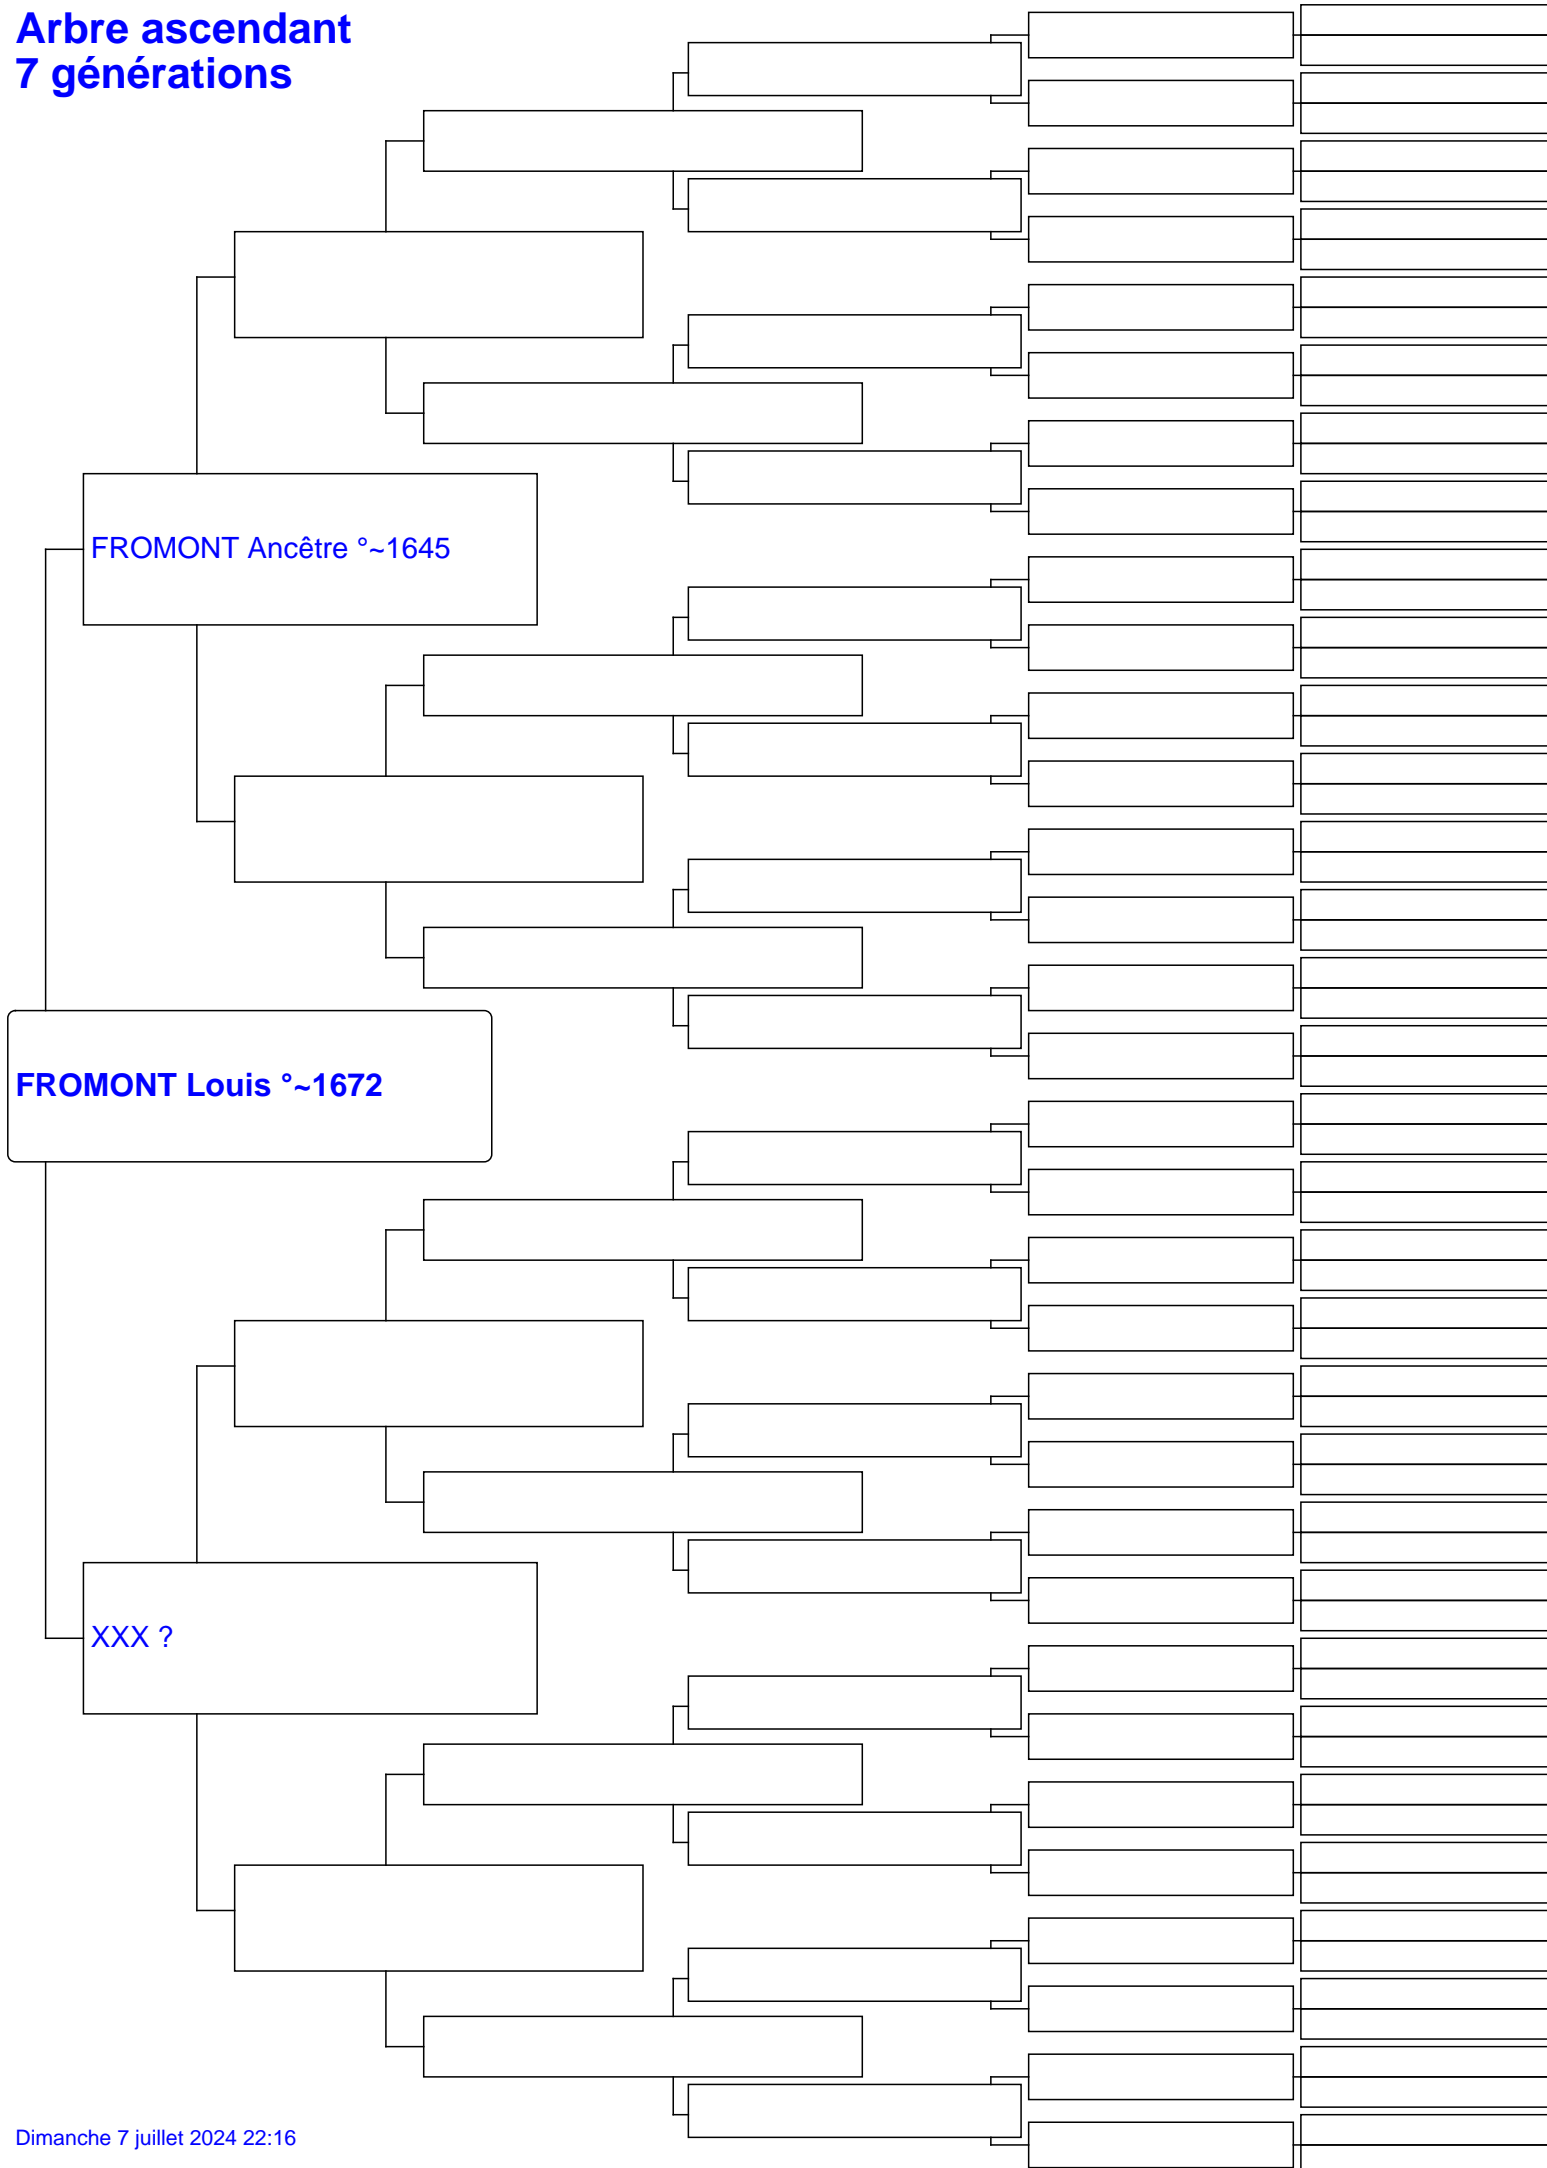 Arbre ascendant
7 générations
FROMONT Ancêtre °~1645
FROMONT Louis °~1672
XXX ?
Dimanche 7 juillet 2024 22:16